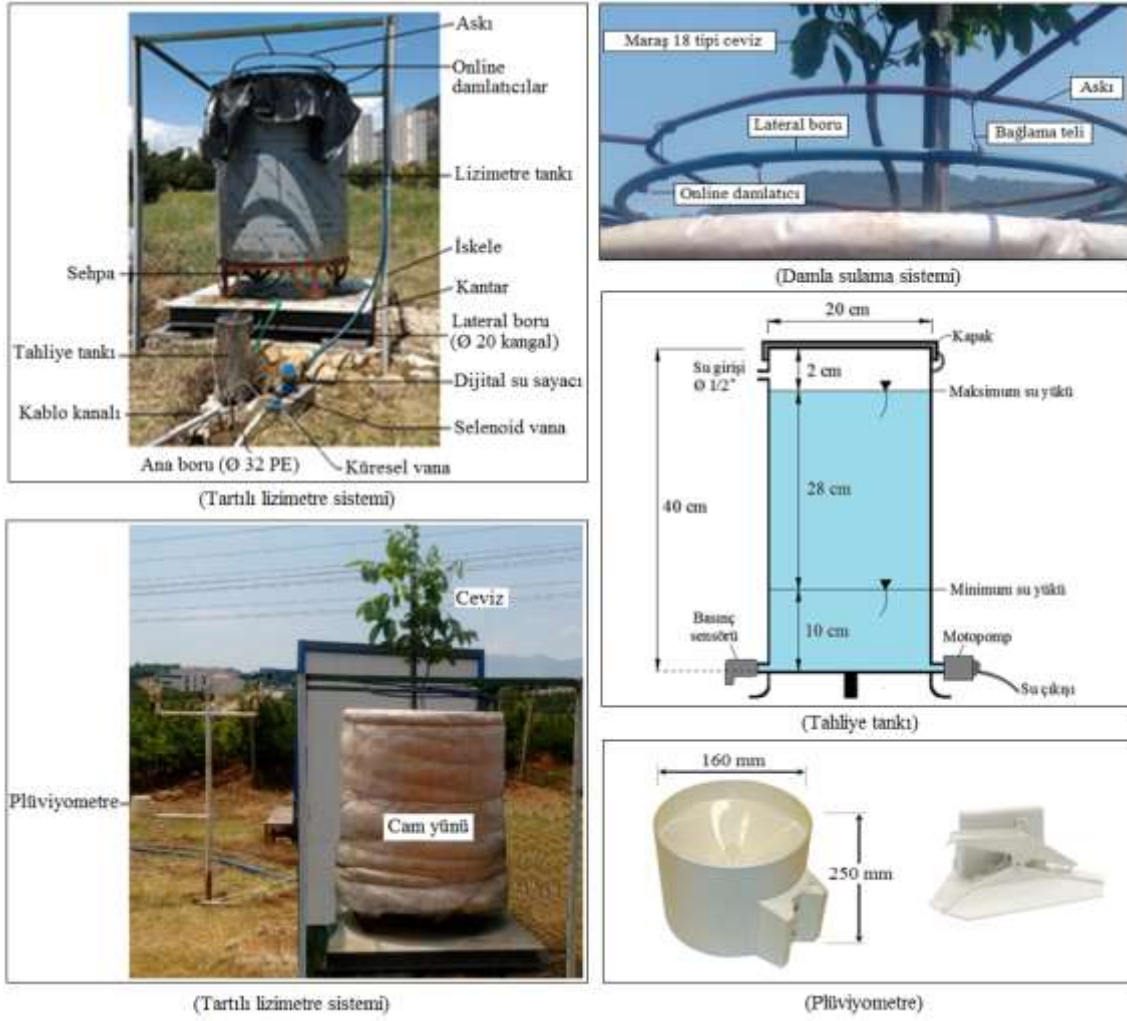 Askı
Online
damlatıcılar
Lizimetre tankı
İskele
Sehpa
Kantar
Lateral boru
(Ø 20 kangal)
Tahliye tankı
Dijital su sayacı
Kablo kanalı
Selenoid vana
Ana boru (Ø 32 PE)
Küresel vana
(Tartılı lizimetre sistemi)
Maraş 18 tipi ceviz
Askı
Lateral boru
Bağlama teli
Online damlatıcı
(Damla sulama sistemi)
20 cm
Kapak
Su girişi
Ø 1/2"
2 cm
Maksimum su yükü
28 cm
40 cm
Minimum su yükü
10 cm
Basınç
sensörü
Motopomp
Su çıkışı
(Tahliye tankı)
Ceviz
Plüviyometre
Cam yünü
(Tartılı lizimetre sistemi)
160 mm
250 mm
(Plüviyometre)